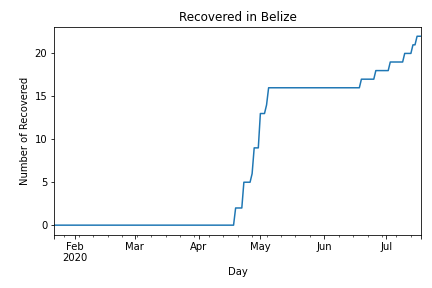 Recovered in Belize
Number of Recovered
20
15
10
5
0
Feb
2020
Mar
Apr
May
Jun
Jul
Day